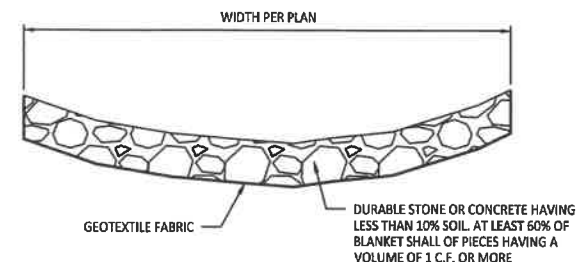 WIDTH PER PLAN
GEOTEXTILE FABRIC
DURABLE STONE OR CONCRETE HAVING
LESS THAN 10% SOIL. AT LEAST 60% OF
BLANKET SHALL OF PIECES HAVING A
VOLUME OF 1 C.F. OR MORE